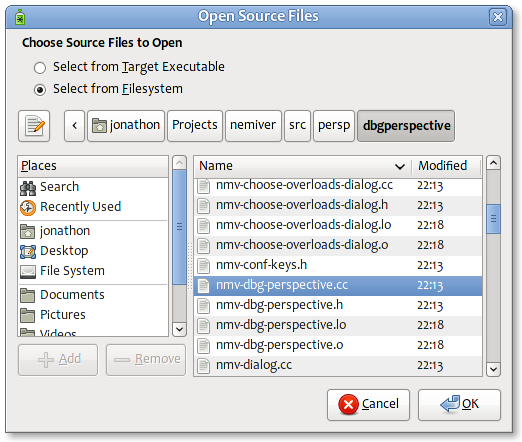 Open Source Files
Choose Source Files to Open
Select from Target Executable
Select from Filesystem
< jonathon Projects nemiver src persp dbgperspective
Places
Search
Recently Used
jonathon
Desktop
File System
Documents
Pictures
Videos
Add Remove
Name Modified
nmv-choose-overloads-dialog.cc 22:13
nmv-choose-overloads-dialog.h 22:13
nmv-choose-overloads-dialog.lo 22:18
nmv-choose-overloads-dialog.o 22:18
nmv-conf-keys.h 22:13
nmv-dbg-perspective.cc 22:13
nmv-dbg-perspective.h 22:13
nmv-dbg-perspective.lo 22:18
nmv-dbg-perspective.o 22:18
nmv-dialog.cc 22:13
Cancel OK